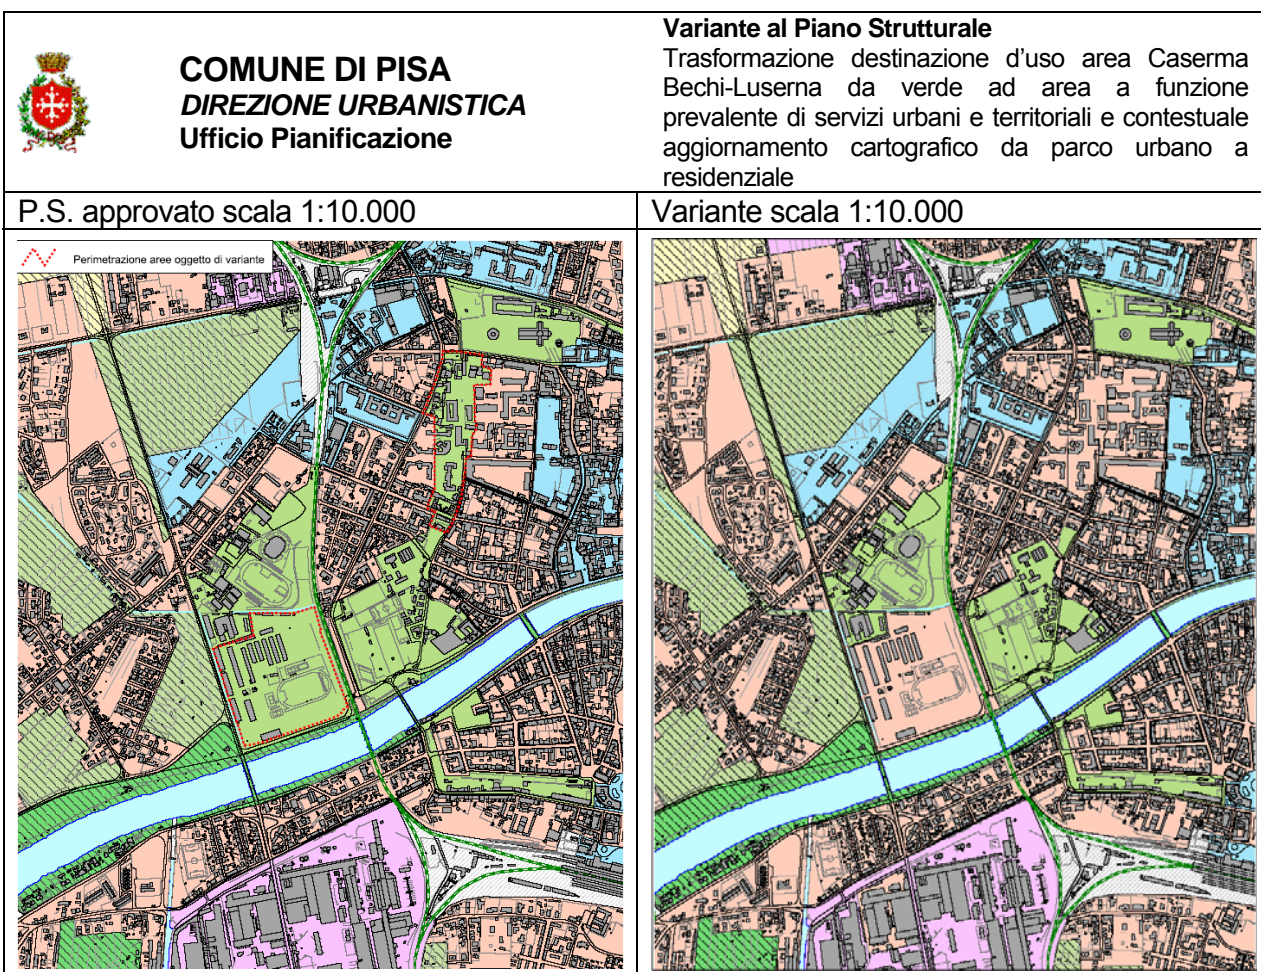 COMUNE DI PISA
DIREZIONE URBANISTICA
Ufficio Pianificazione
Variante al Piano Strutturale
Trasformazione destinazione d'uso area Caserma
Bechi-Luserna da verde ad area a funzione
prevalente di servizi urbani e territoriali e contestuale
aggiornamento cartografico da parco urbano a
residenziale
P.S. approvato scala 1:10.000
Variante scala 1:10.000
Perimetrazione aree oggetto di variante